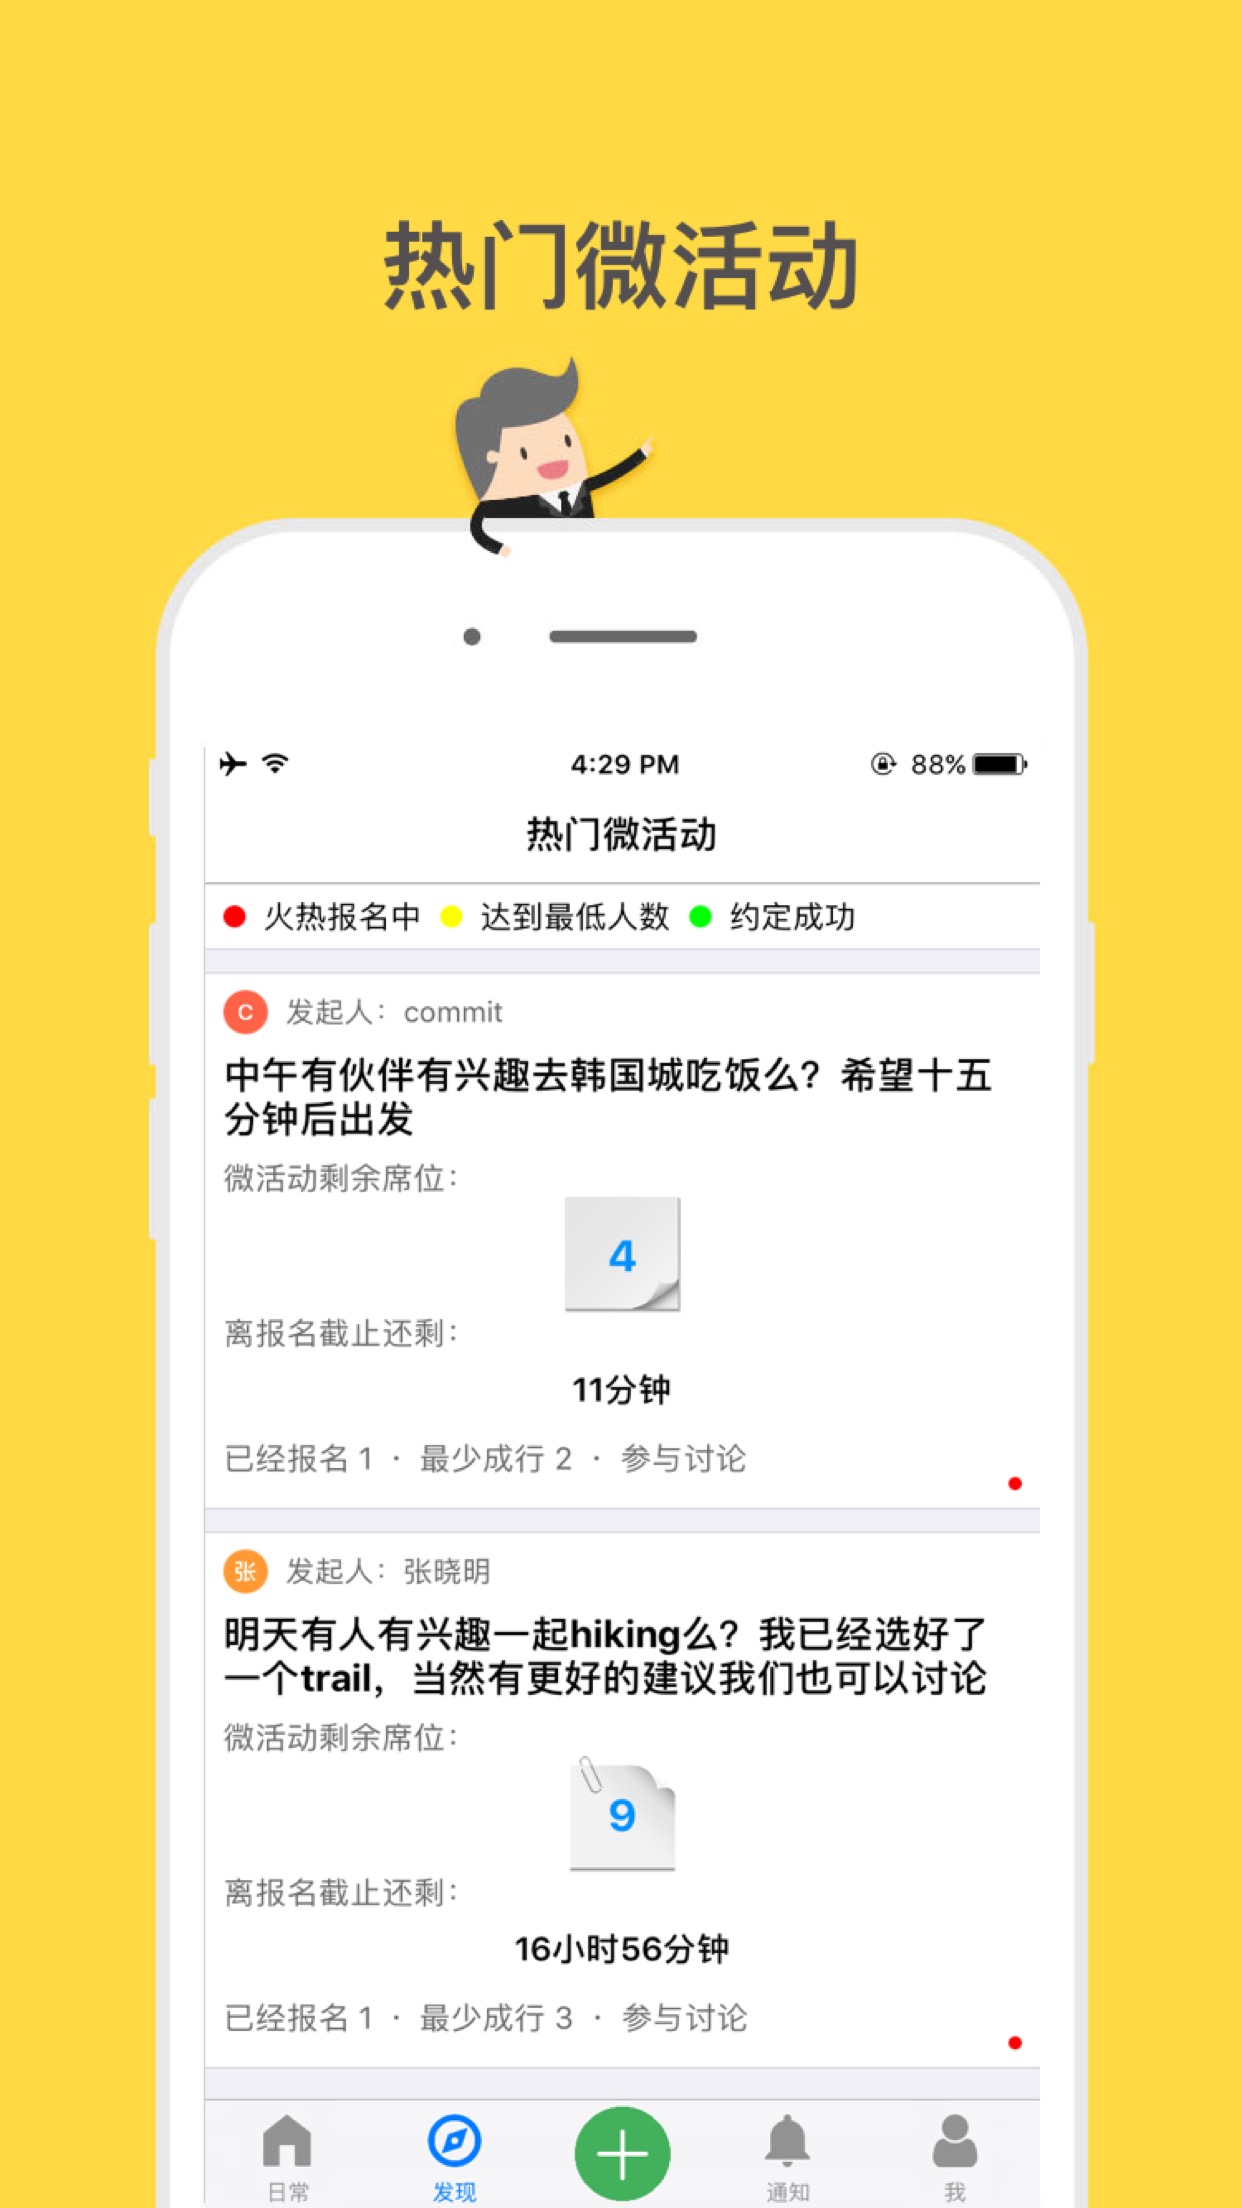 热门微活动
4:29 PM
88%
热门微活动
火热报名中 达到最低人数 约定成功
C 发起人：commit
中午有伙伴有兴趣去韩国城吃饭么？希望十五
分钟后出发
微活动剩余席位：
4
离报名截止还剩：
11分钟
已经报名 1 · 最少成行 2 · 参与讨论
张 发起人：张晓明
明天有人有兴趣一起hiking么？我已经选好了
一个trail，当然有更好的建议我们也可以讨论
微活动剩余席位：
9
离报名截止还剩：
16小时56分钟
已经报名 1 · 最少成行 3 · 参与讨论
日常 发现 通知 我